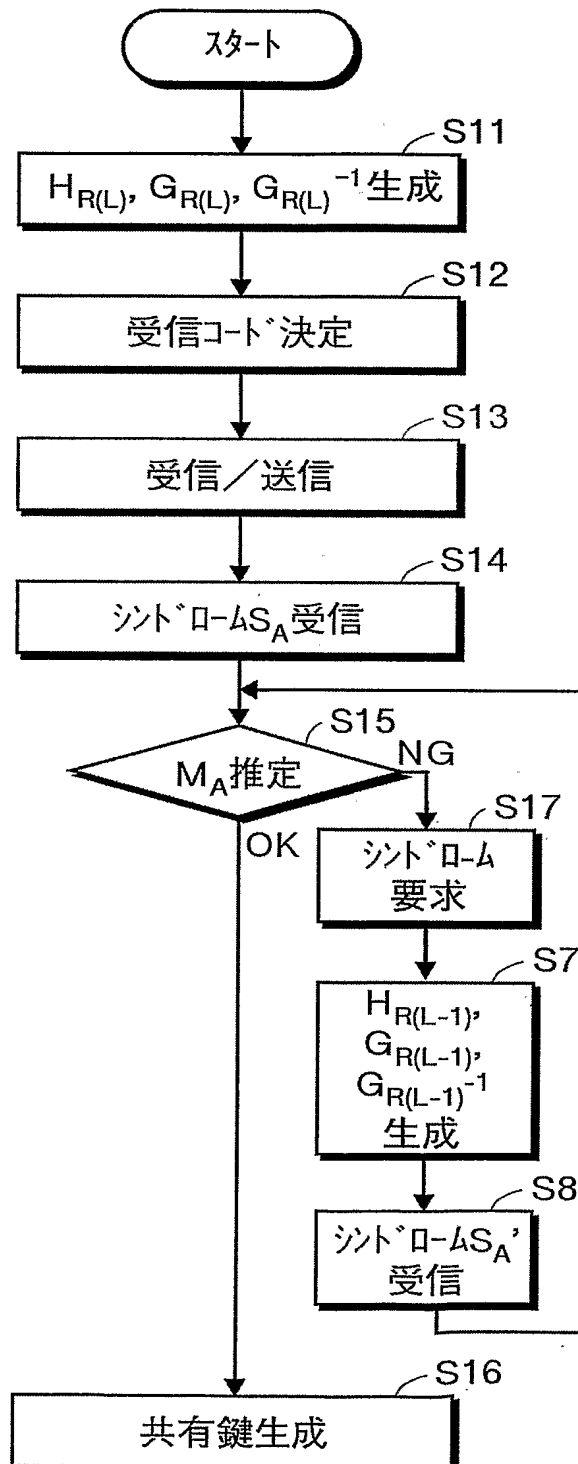 スタート
S11
H_R(L), G_R(L), G_R(L)^-1 生成
S12
受信コード決定
S13
受信／送信
S14
シンドロームS_A受信
S15
M_A推定
NG
OK
S17
シンドローム
要求
S7
H_R(L-1),
G_R(L-1),
G_R(L-1)^-1
生成
S8
シンドロームS_A'
受信
S16
共有鍵生成